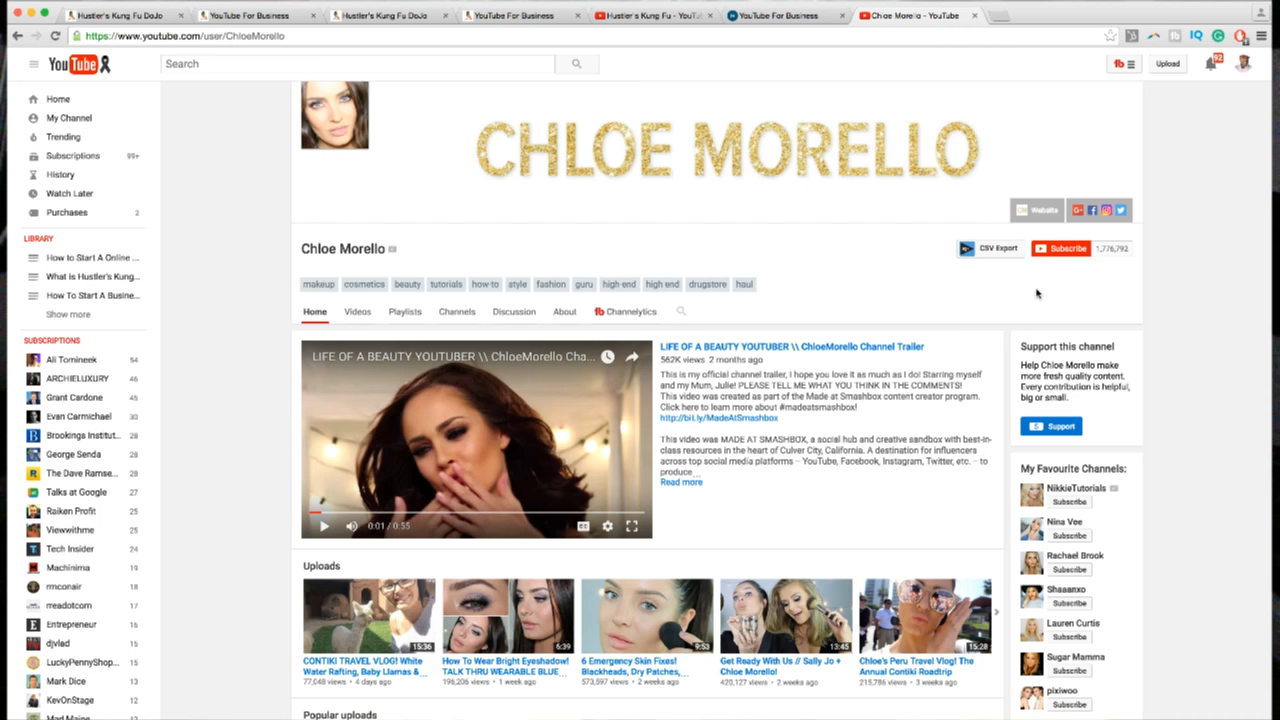 Hustler's Kung Fu DoJo
YouTube For Business
Hustler's Kung Fu DoJo
YouTube For Business
Hustler's Kung Fu - YouTu
YouTube For Business
Chloe Morello - YouTube
https://www.youtube.com/user/ChloeMorello
YouTube
Search
Upload
Home
My Channel
Trending
Subscriptions 99+
History
Watch Later
Purchases 2
LIBRARY
How to Start A Online ...
What is Hustler's Kung...
How To Start A Busine...
Show more
SUBSCRIPTIONS
Ali Tomineek 54
ARCHIELUXURY 46
Grant Cardone 45
Evan Carmichael 30
Brookings Institut... 28
George Senda 28
The Dave Ramse... 28
Talks at Google 27
Raiken Profit 25
Viewwithme 25
Tech Insider 24
Machinima 19
rmconair 18
rreadotcom 17
Entrepreneur 16
djvlad 15
LuckyPennyShop... 15
Mark Dice 15
KevOnStage 12
Mad Maine 12
CHLOE MORELLO
Website
Chloe Morello
CSV Export
Subscribe 1,776,792
makeup cosmetics beauty tutorials how-to style fashion guru high-end high end drugstore haul
Home Videos Playlists Channels Discussion About Channelytics
LIFE OF A BEAUTY YOUTUBER \\ ChloeMorello Cha...
0:01 / 0:55
LIFE OF A BEAUTY YOUTUBER \\ ChloeMorello Channel Trailer
562K views 2 months ago
This is my official channel trailer, I hope you love it as much as I do! Starring myself
and my Mum, Julie! PLEASE TELL ME WHAT YOU THINK IN THE COMMENTS!
This video was created as part of the Made at Smashbox content creator program.
Click here to learn more about #madeatsmashbox!
http://bit.ly/MadeAtSmashbox
This video was MADE AT SMASHBOX, a social hub and creative sandbox with best-in-
class resources in the heart of Culver City, California. A destination for influencers
across top social media platforms – YouTube, Facebook, Instagram, Twitter, etc. – to
produce...
Read more
Support this channel
Help Chloe Morello make
more fresh quality content.
Every contribution is helpful,
big or small.
Support
My Favourite Channels:
NikkieTutorials
Subscribe
Nina Vee
Subscribe
Rachael Brook
Subscribe
Shaaanxo
Subscribe
Lauren Curtis
Subscribe
Sugar Mamma
Subscribe
pixiwoo
Subscribe
Uploads
15:36
6:39
9:53
13:45
15:28
CONTIKI TRAVEL VLOG! White
Water Rafting, Baby Llamas &...
77,048 views • 4 days ago
How To Wear Bright Eyeshadow!
TALK THRU WEARABLE BLUE...
196,206 views • 1 week ago
6 Emergency Skin Fixes!
Blackheads, Dry Patches,...
573,597 views • 2 weeks ago
Get Ready With Us // Sally Jo +
Chloe Morello!
420,127 views • 2 weeks ago
Chloe's Peru Travel Vlog! The
Annual Contiki Roadtrip
215,786 views • 3 weeks ago
Popular uploads